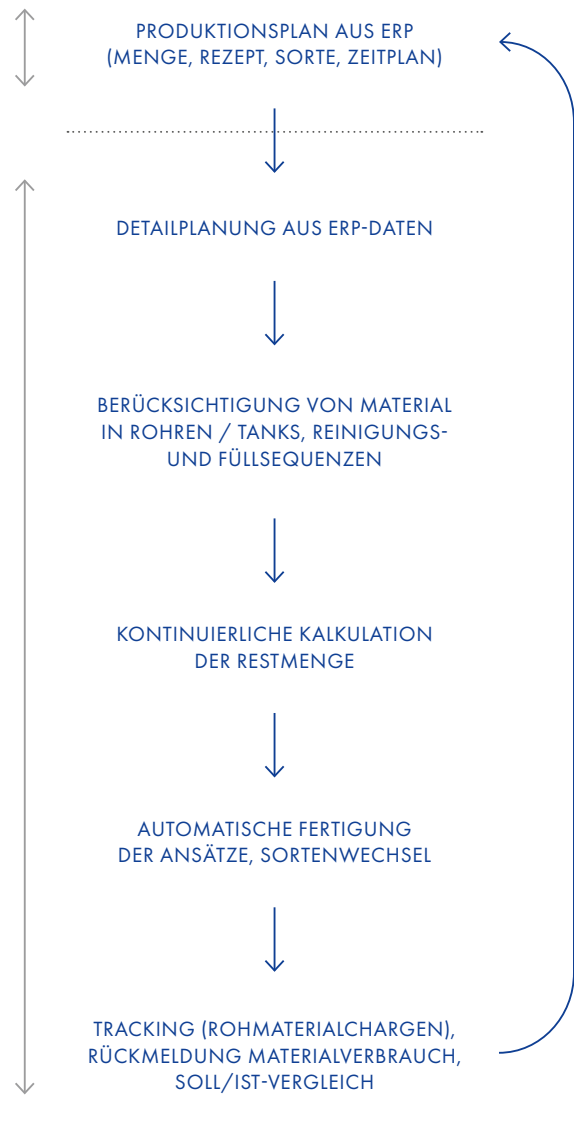 PRODUKTIONSPLAN AUS ERP
(MENGE, REZEPT, SORTE, ZEITPLAN)
DETAILPLANUNG AUS ERP-DATEN
BERÜCKSICHTIGUNG VON MATERIAL
IN ROHREN / TANKS, REINIGUNGS-
UND FÜLLSEQUENZEN
KONTINUIERLICHE KALKULATION
DER RESTMENGE
AUTOMATISCHE FERTIGUNG
DER ANSÄTZE, SORTENWECHSEL
TRACKING (ROHMATERIALCHARGEN),
RÜCKMELDUNG MATERIALVERBRAUCH,
SOLL/IST-VERGLEICH